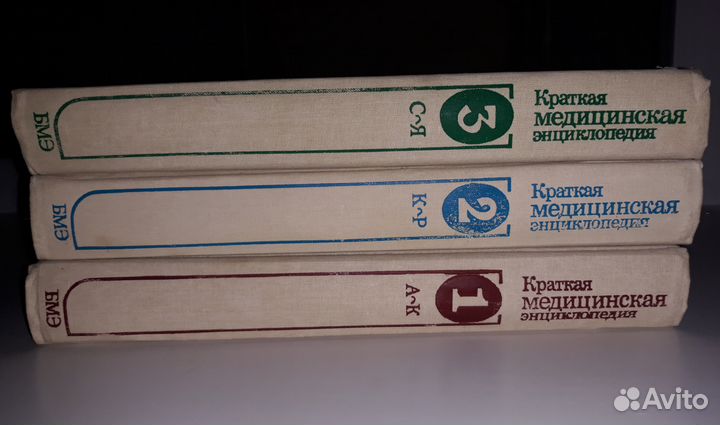 БМЭ
С~Я
3
Краткая
медицинская
энциклопедия
БМЭ
К~Р
2
Краткая
медицинская
энциклопедия
БМЭ
А~К
1
Краткая
медицинская
энциклопедия
Avito